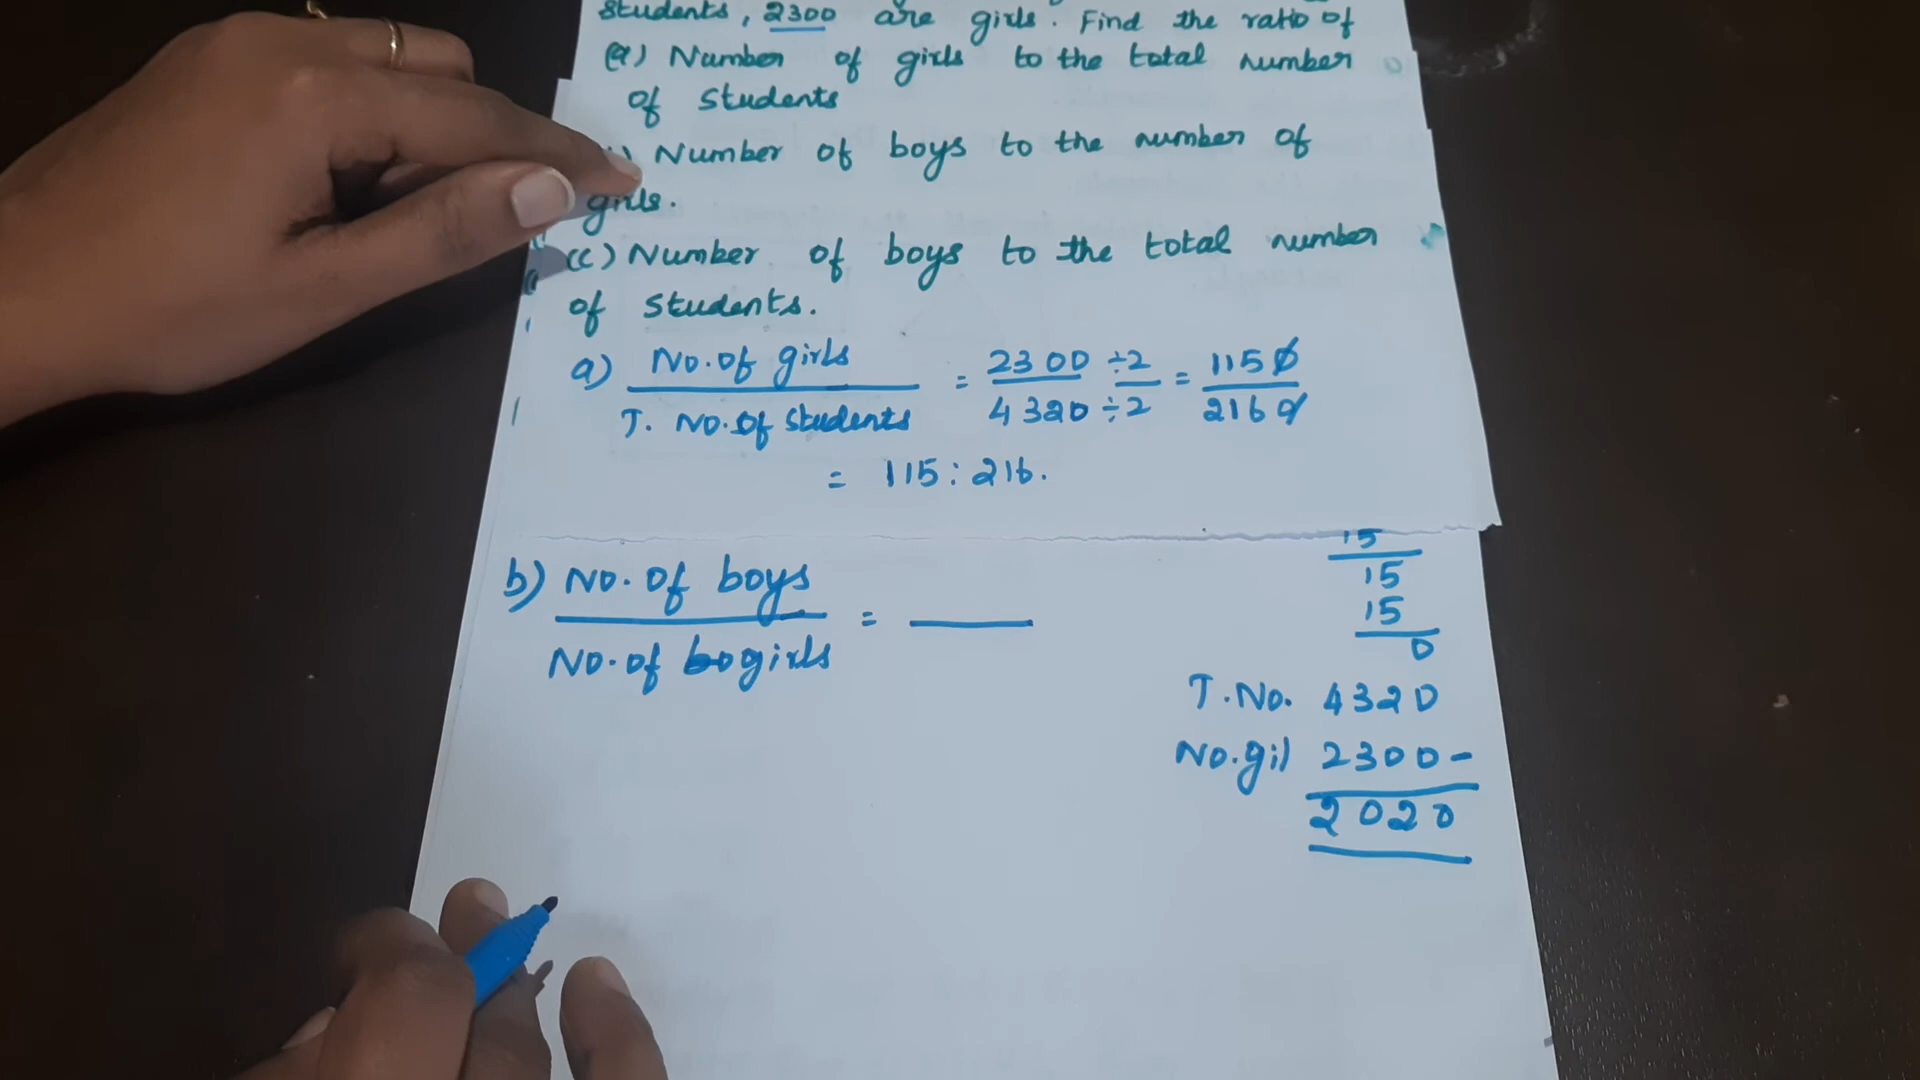 students, 2300 are girls. Find the ratio of
(a) Number of girls to the total number
of students
) Number of boys to the number of
girls.
(c) Number of boys to the total number
of students.
a) No. of girls / T. No. of students = 2300 ÷2 / 4320 ÷2 = 1150 / 2160
= 115 : 216.
15
15
15
0
b) No. of boys / No. of bogirls =
T. No. 4320
No. gil 2300 -
2020